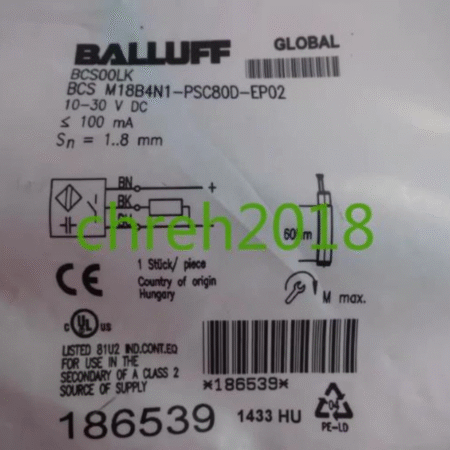 BALLUFF GLOBAL
BCS00LK
BCS M18B4N1-PSC80D-EP02
10-30 V DC
≤ 100 mA
Sn = 1..8 mm
BN +
BK
chreh2018
1 Stück/ piece
Country of origin
Hungary
M max.
CE
c UL us
LISTED 81U2 IND.CONT.EQ
FOR USE IN THE
SECONDARY OF A CLASS 2
SOURCE OF SUPPLY
*186539*
186539 1433 HU
04
PE-LD